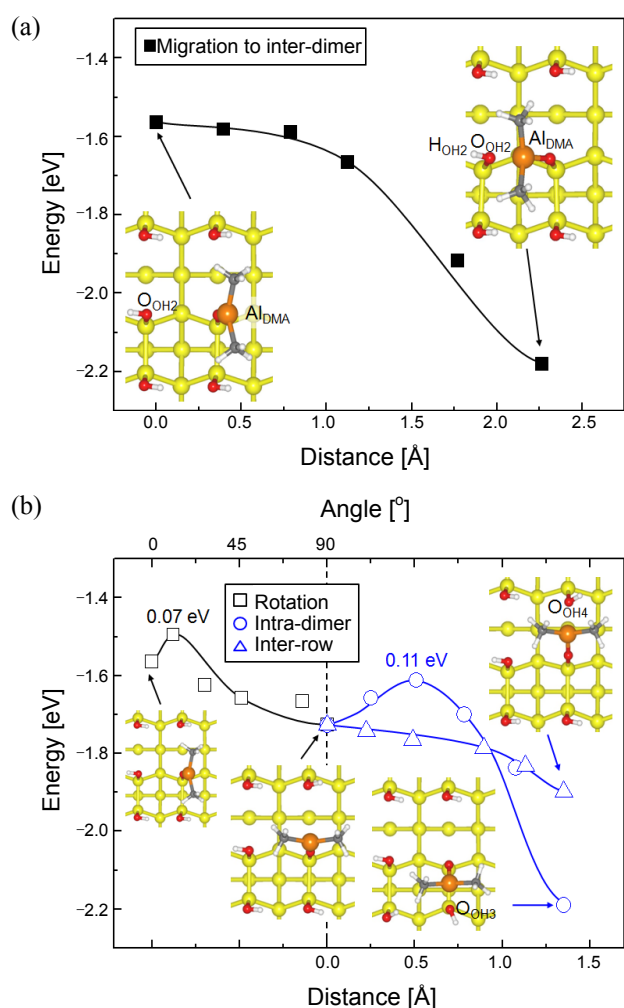 (a)
Migration to inter-dimer
−1.4
−1.6
−1.8
−2.0
−2.2
Energy [eV]
O_OH2
Al_DMA
H_OH2 O_OH2 Al_DMA
0.0 0.5 1.0 1.5 2.0 2.5
Distance [Å]
(b)
Angle [°]
0 45 90
Rotation
Intra-dimer
Inter-row
−1.4
−1.6
−1.8
−2.0
−2.2
Energy [eV]
0.07 eV
0.11 eV
O_OH4
O_OH3
0.0 0.5 1.0 1.5
Distance [Å]